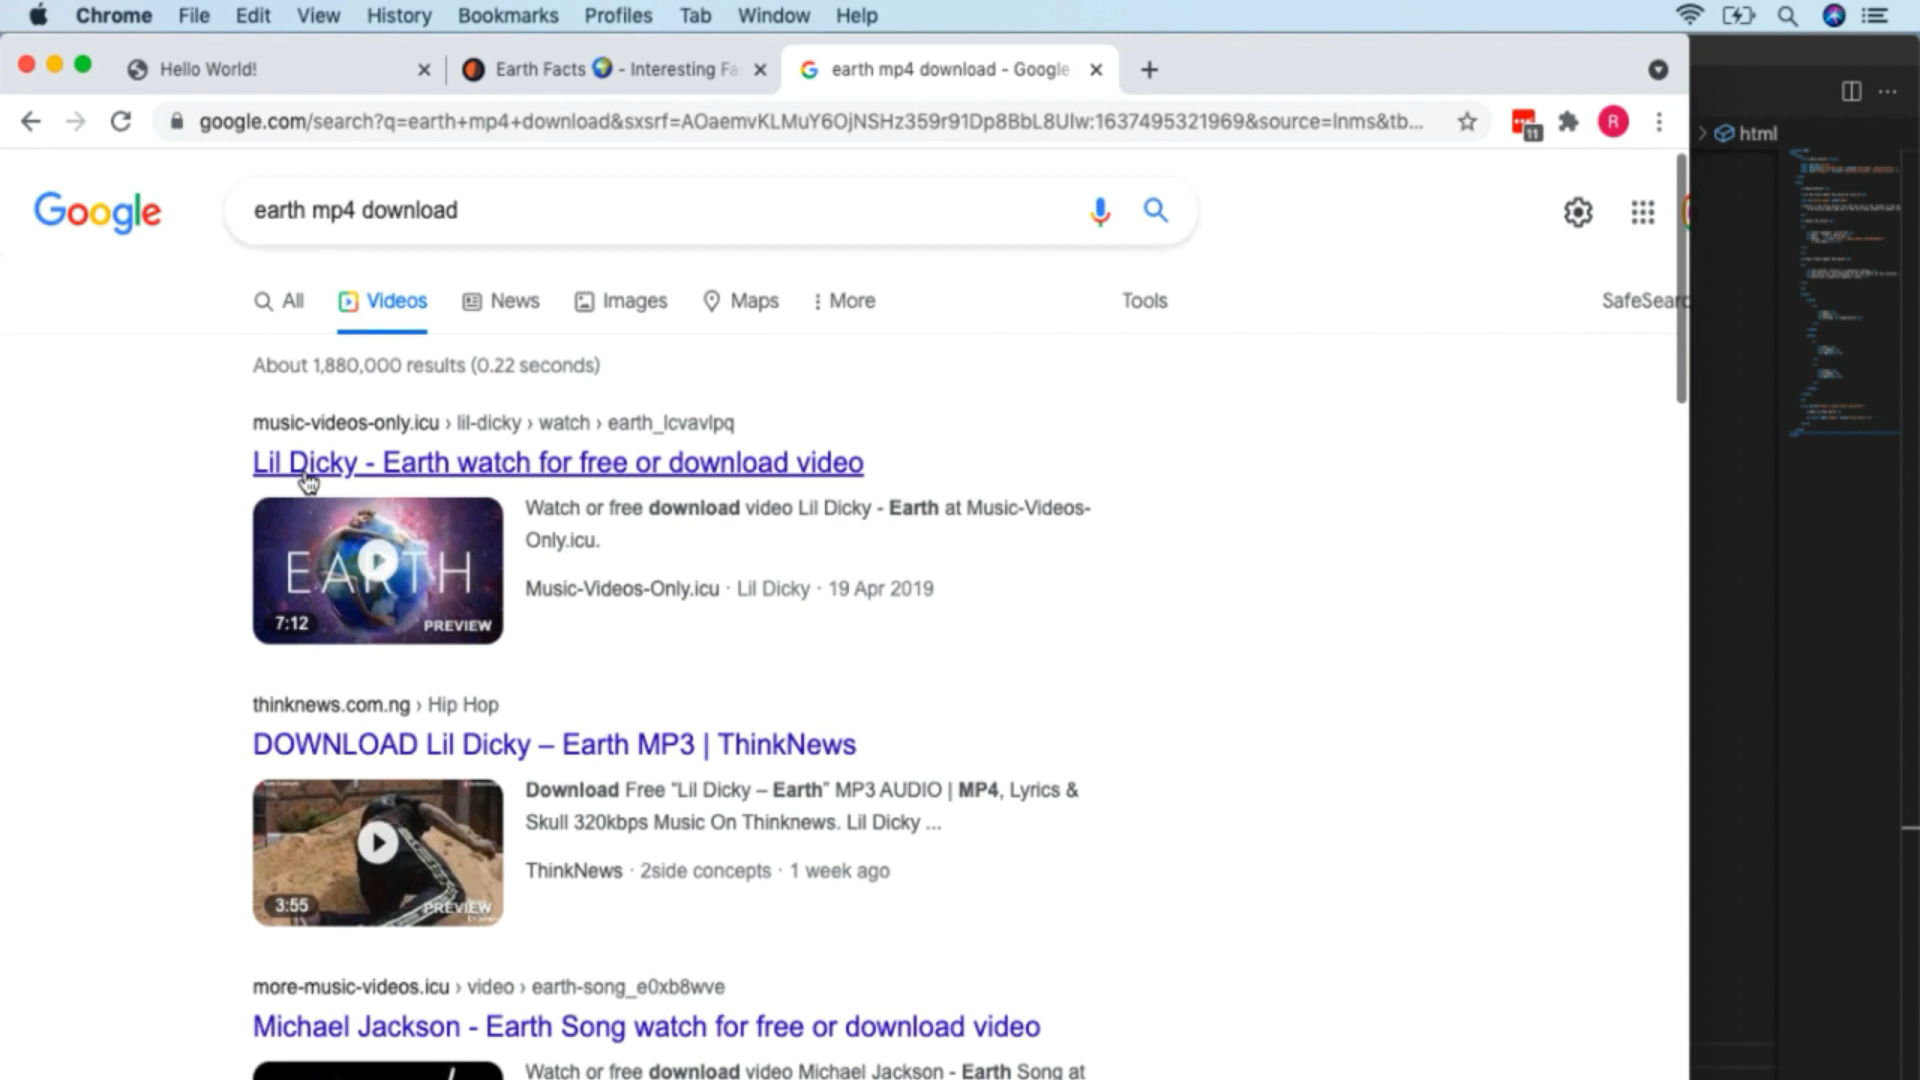 Chrome File Edit View History Bookmarks Profiles Tab Window Help
Hello World! Earth Facts - Interesting Fa earth mp4 download - Google
google.com/search?q=earth+mp4+download&sxsrf=AOaemvKLMuY6OjNSHz359r91Dp8BbL8Ulw:1637495321969&source=lnms&tb... 11 R
html
Google earth mp4 download
All Videos News Images Maps More Tools SafeSearc
About 1,880,000 results (0.22 seconds)
music-videos-only.icu › lil-dicky › watch › earth_lcvavlpq
Lil Dicky - Earth watch for free or download video
EARTH
7:12 PREVIEW
Watch or free download video Lil Dicky - Earth at Music-Videos-
Only.icu.
Music-Videos-Only.icu · Lil Dicky · 19 Apr 2019
thinknews.com.ng › Hip Hop
DOWNLOAD Lil Dicky – Earth MP3 | ThinkNews
3:55 PREVIEW
Download Free "Lil Dicky – Earth" MP3 AUDIO | MP4, Lyrics &
Skull 320kbps Music On Thinknews. Lil Dicky ...
ThinkNews · 2side concepts · 1 week ago
more-music-videos.icu › video › earth-song_e0xb8wve
Michael Jackson - Earth Song watch for free or download video
Watch or free download video Michael Jackson - Earth Song at